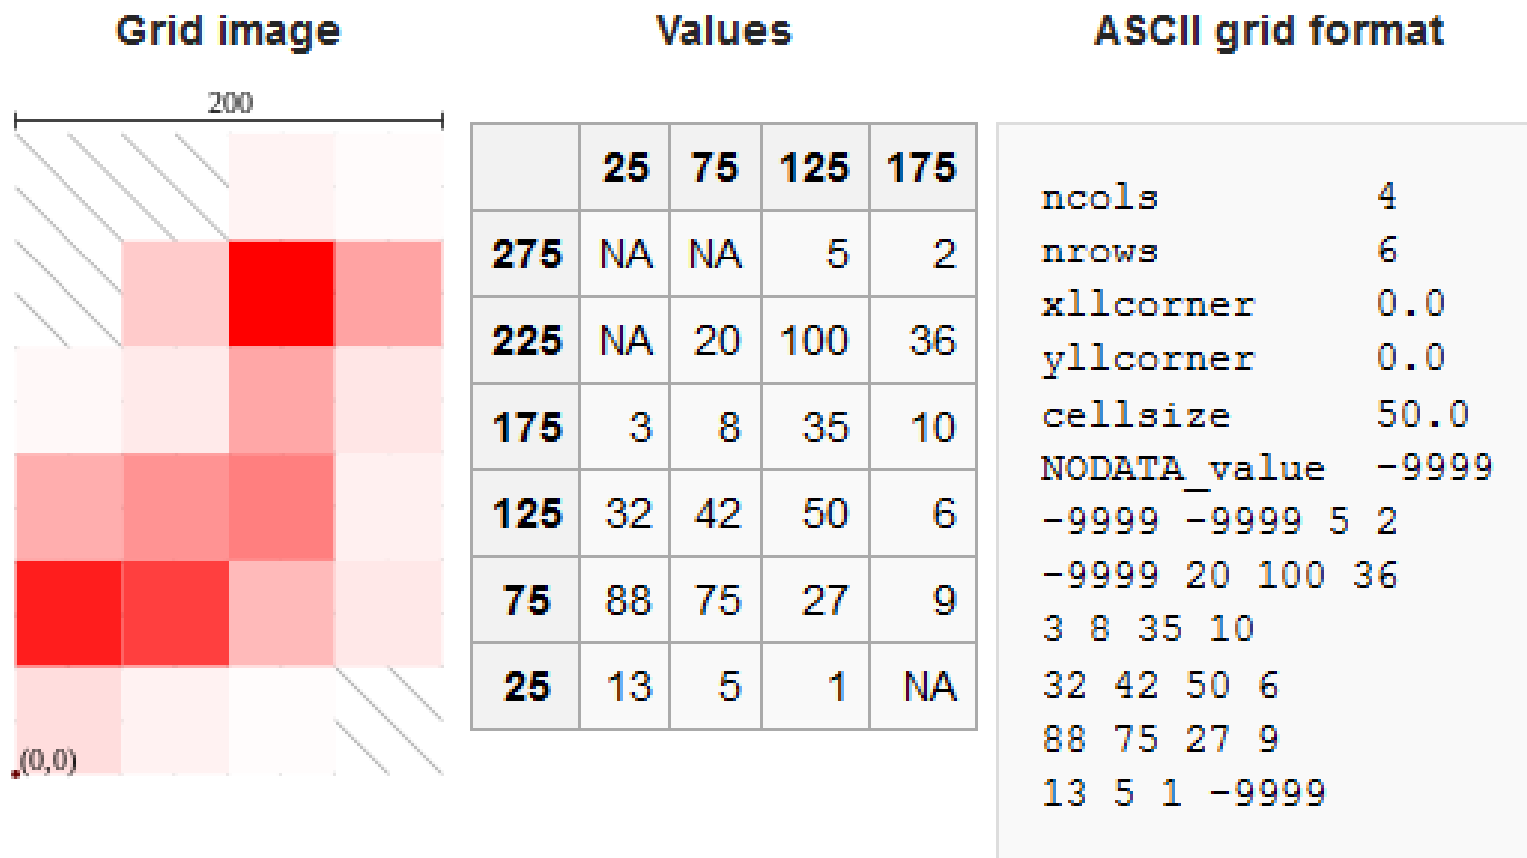 Grid image Values ASCII grid format
200
25 75 125 175
275 NA NA 5 2
225 NA 20 100 36
175 3 8 35 10
125 32 42 50 6
75 88 75 27 9
25 13 5 1 NA
(0,0)
ncols 4
nrows 6
xllcorner 0.0
yllcorner 0.0
cellsize 50.0
NODATA_value -9999
-9999 -9999 5 2
-9999 20 100 36
3 8 35 10
32 42 50 6
88 75 27 9
13 5 1 -9999